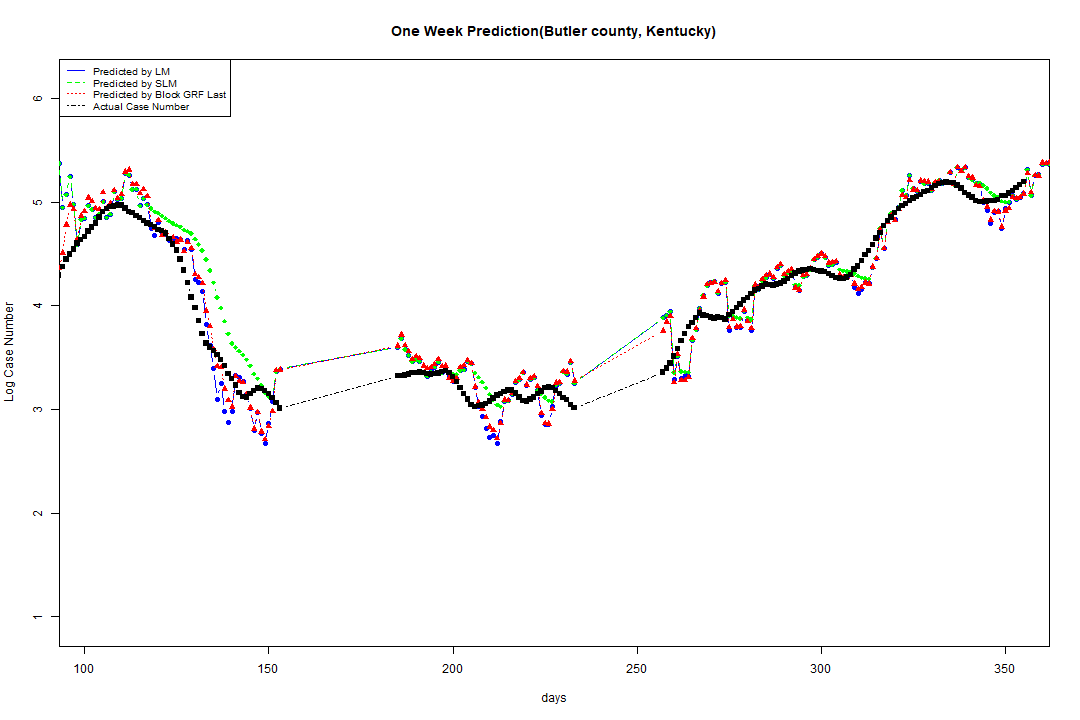 One Week Prediction(Butler county, Kentucky)
Predicted by LM
Predicted by SLM
Predicted by Block GRF Last
Actual Case Number
6
5
4
3
2
1
Log Case Number
100 150 200 250 300 350
days